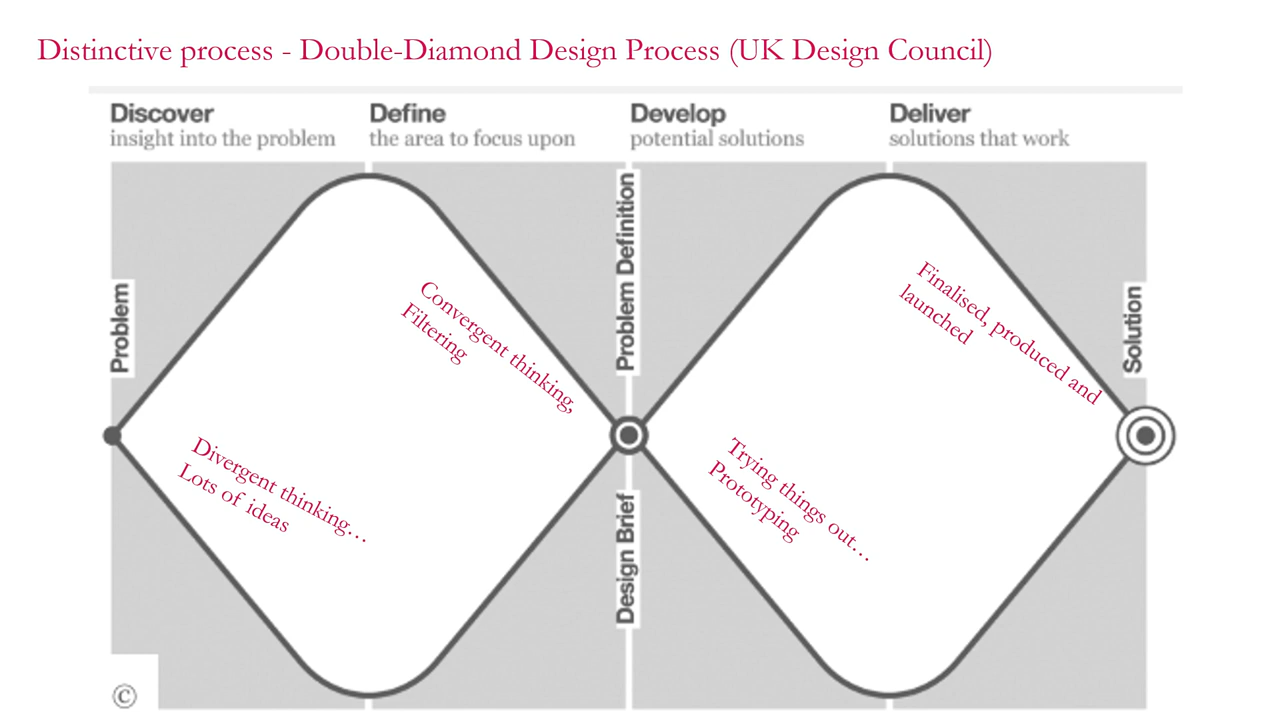 Distinctive process - Double-Diamond Design Process (UK Design Council)
Discover
insight into the problem
Define
the area to focus upon
Develop
potential solutions
Deliver
solutions that work
Problem
Divergent thinking…
Lots of ideas
Convergent thinking,
Filtering
Problem Definition
Design Brief
Trying things out…
Prototyping
Finalised, produced and
launched
Solution
©